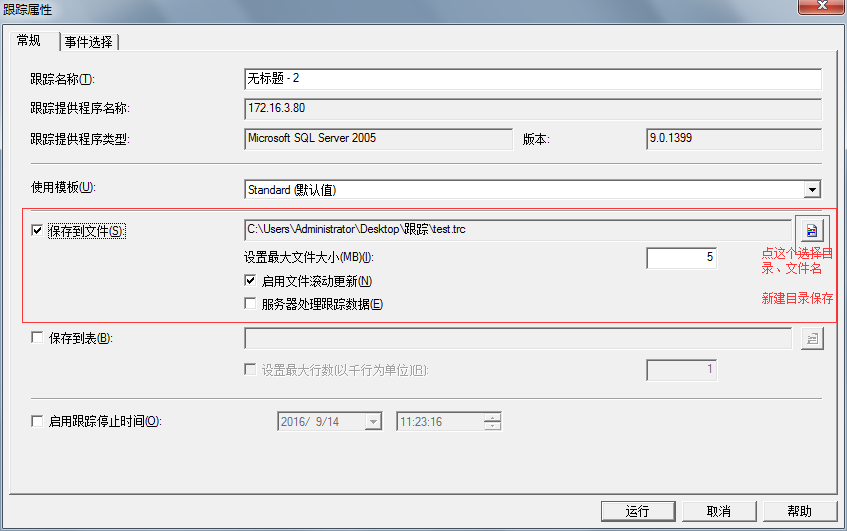 跟踪属性
常规
事件选择
跟踪名称(T):
无标题 - 2
跟踪提供程序名称:
172.16.3.80
跟踪提供程序类型:
Microsoft SQL Server 2005
版本:
9.0.1399
使用模板(U):
Standard (默认值)
保存到文件(S):
C:\Users\Administrator\Desktop\跟踪\test.trc
设置最大文件大小(MB)(I):
5
点这个选择目
录、文件名
启用文件滚动更新(N)
新建目录保存
服务器处理跟踪数据(E)
保存到表(B):
设置最大行数(以千行为单位)(R):
1
启用跟踪停止时间(O):
2016/ 9/14
11:23:16
运行
取消
帮助